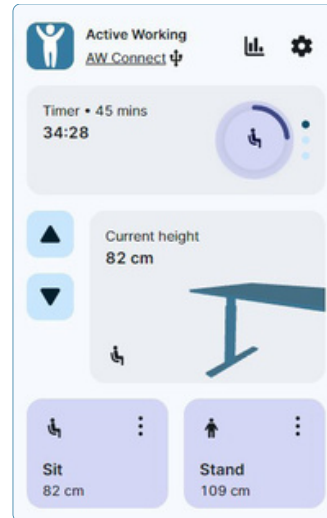 Active Working
AW Connect
Timer • 45 mins
34:28
Current height
82 cm
Sit
82 cm
Stand
109 cm